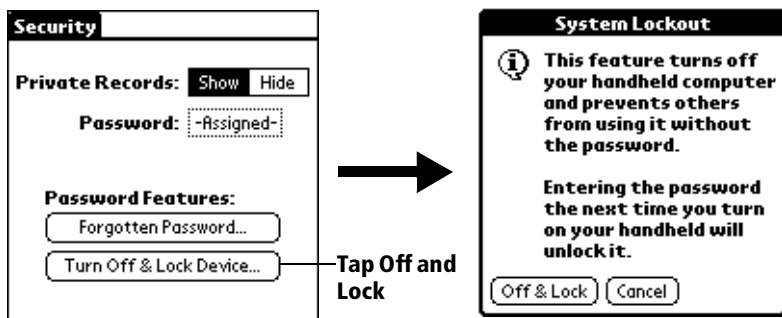 Security
Private Records: Show Hide
Password: -Assigned-
Password Features:
Forgotten Password...
Turn Off & Lock Device...
Tap Off and
Lock
System Lockout
This feature turns off
your handheld computer
and prevents others
from using it without
the password.
Entering the password
the next time you turn
on your handheld will
unlock it.
Off & Lock Cancel